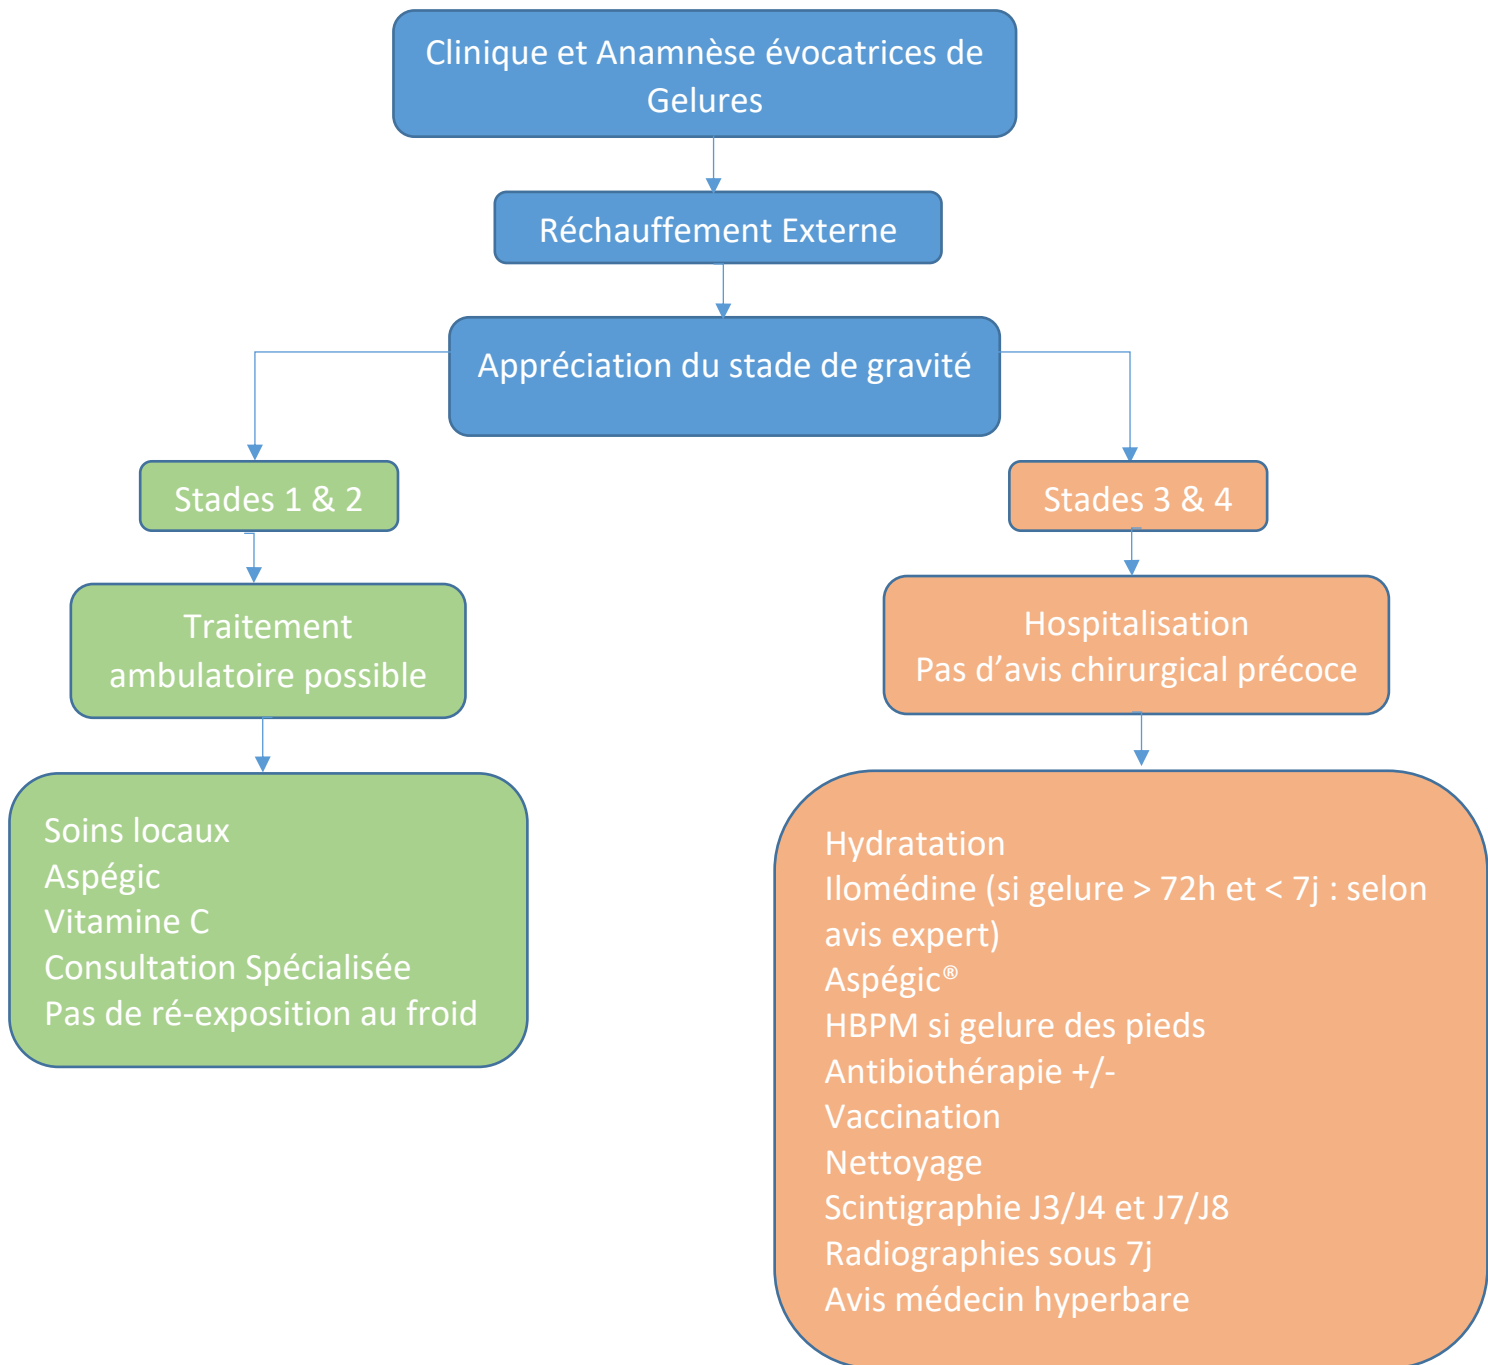 Clinique et Anamnèse évocatrices de
Gelures
Réchauffement Externe
Appréciation du stade de gravité
Stades 1 & 2
Stades 3 & 4
Traitement
ambulatoire possible
Hospitalisation
Pas d’avis chirurgical précoce
Soins locaux
Aspégic
Vitamine C
Consultation Spécialisée
Pas de ré-exposition au froid
Hydratation
Ilomédine (si gelure > 72h et < 7j : selon
avis expert)
Aspégic®
HBPM si gelure des pieds
Antibiothérapie +/-
Vaccination
Nettoyage
Scintigraphie J3/J4 et J7/J8
Radiographies sous 7j
Avis médecin hyperbare